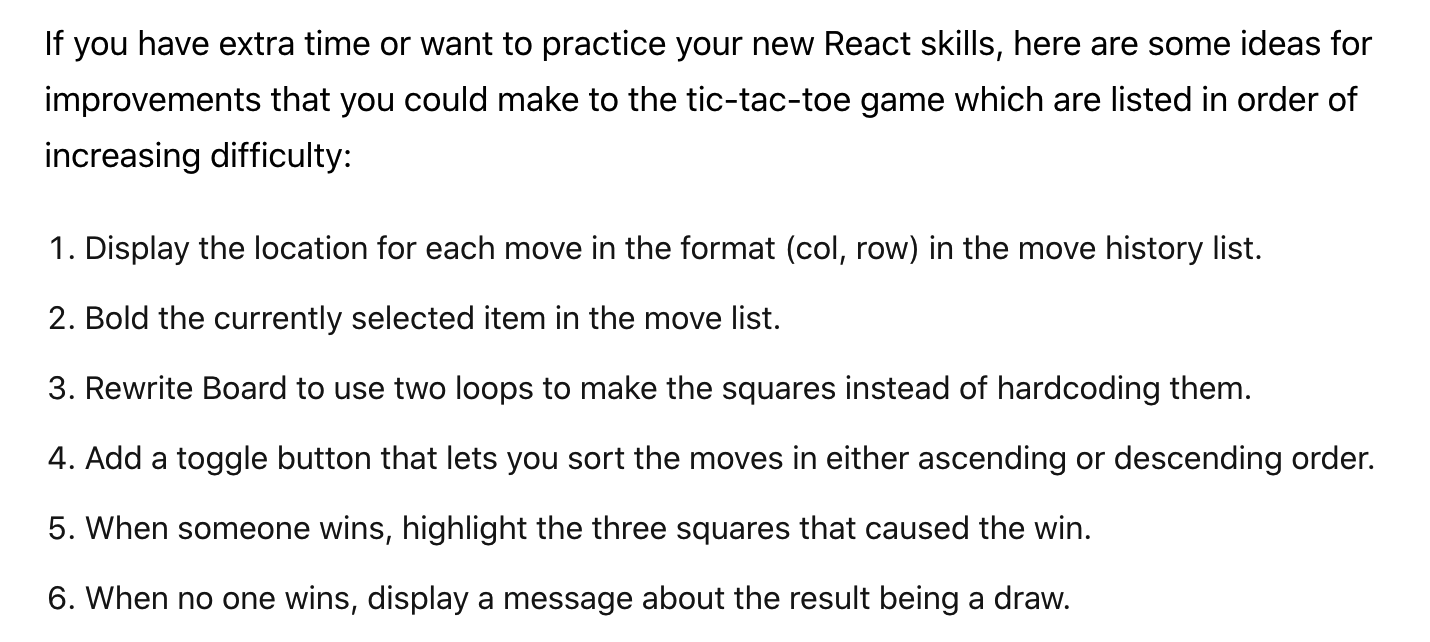 If you have extra time or want to practice your new React skills, here are some ideas for
improvements that you could make to the tic-tac-toe game which are listed in order of
increasing difficulty:
1. Display the location for each move in the format (col, row) in the move history list.
2. Bold the currently selected item in the move list.
3. Rewrite Board to use two loops to make the squares instead of hardcoding them.
4. Add a toggle button that lets you sort the moves in either ascending or descending order.
5. When someone wins, highlight the three squares that caused the win.
6. When no one wins, display a message about the result being a draw.